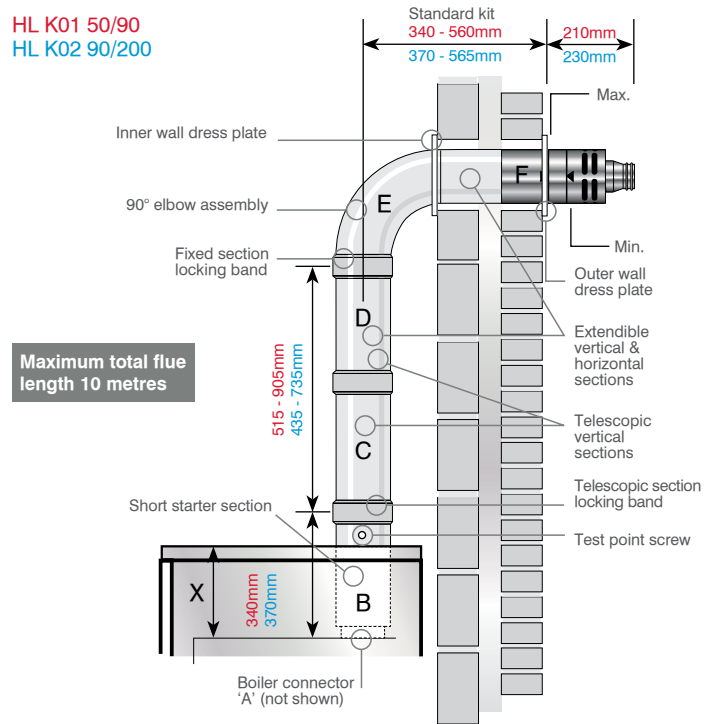 HL K01 50/90
HL K02 90/200
Standard kit
340 - 560mm
370 - 565mm
210mm
230mm
Max.
Inner wall dress plate
F
E
90° elbow assembly
Min.
Fixed section
locking band
Outer wall
dress plate
D
Extendible
vertical &
horizontal
sections
Maximum total flue
length 10 metres
515 - 905mm
435 - 735mm
Telescopic
vertical
sections
C
Telescopic section
locking band
Short starter section
Test point screw
X
340mm
370mm
B
Boiler connector
'A' (not shown)